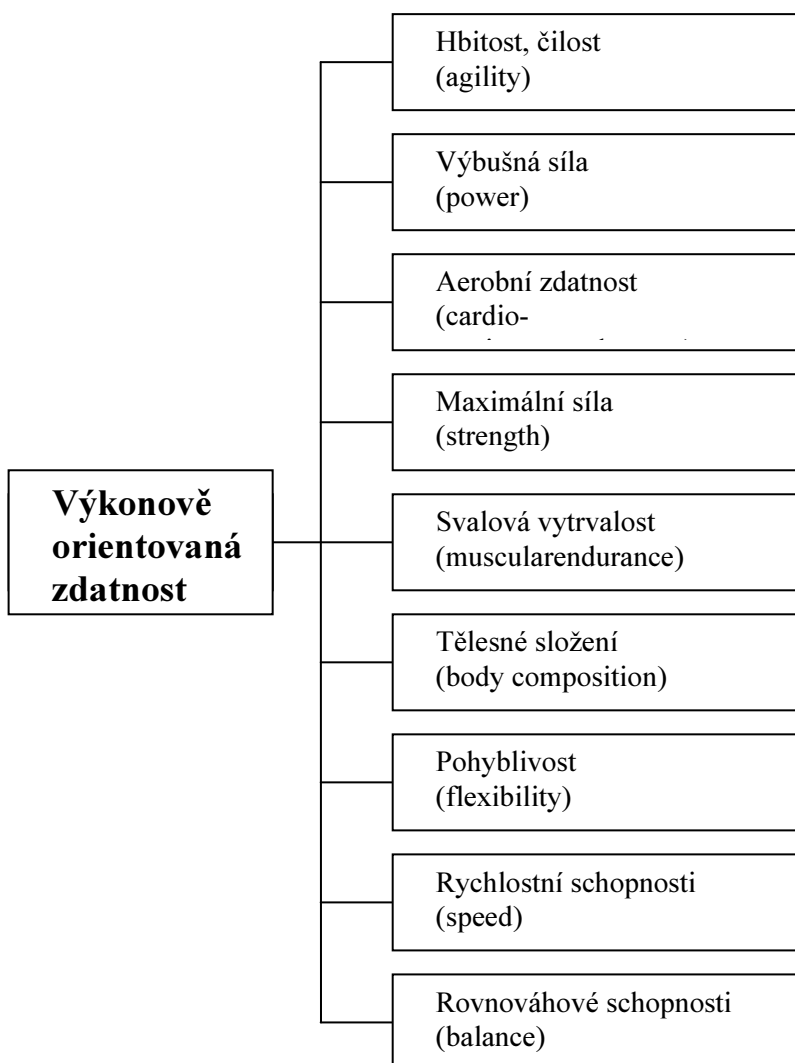 Hbitost, čilost
(agility)
Výbušná síla
(power)
Aerobní zdatnost
(cardio-
Maximální síla
(strength)
Výkonově
orientovaná
zdatnost
Svalová vytrvalost
(muscularendurance)
Tělesné složení
(body composition)
Pohyblivost
(flexibility)
Rychlostní schopnosti
(speed)
Rovnováhové schopnosti
(balance)